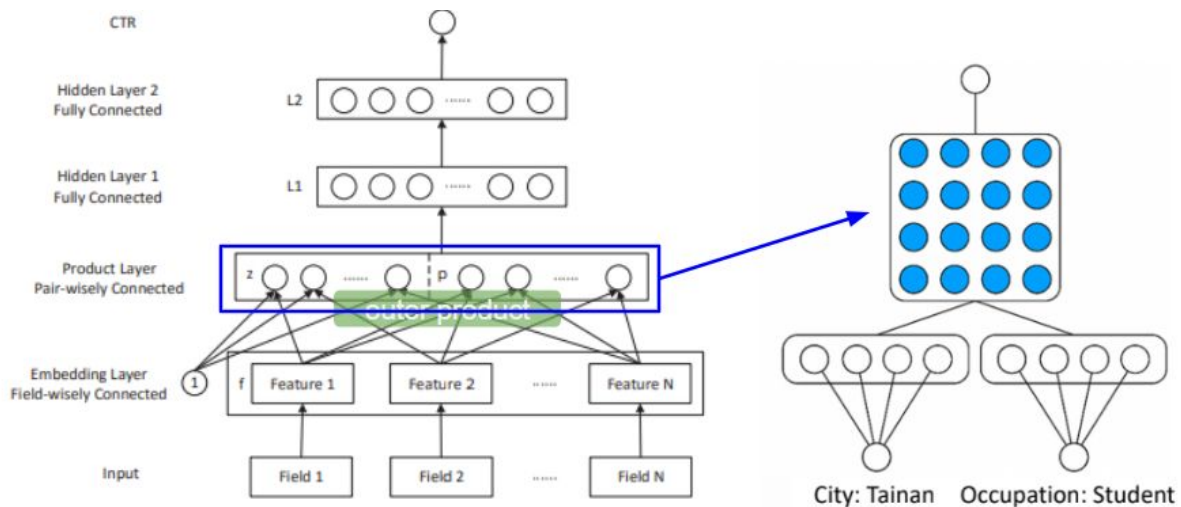 CTR
Hidden Layer 2
Fully Connected
L2
......
Hidden Layer 1
Fully Connected
L1
......
Product Layer
Pair-wisely Connected
z
......
p
......
outer product
Embedding Layer
Field-wisely Connected
1
f
Feature 1
Feature 2
......
Feature N
Input
Field 1
Field 2
......
Field N
City: Tainan
Occupation: Student